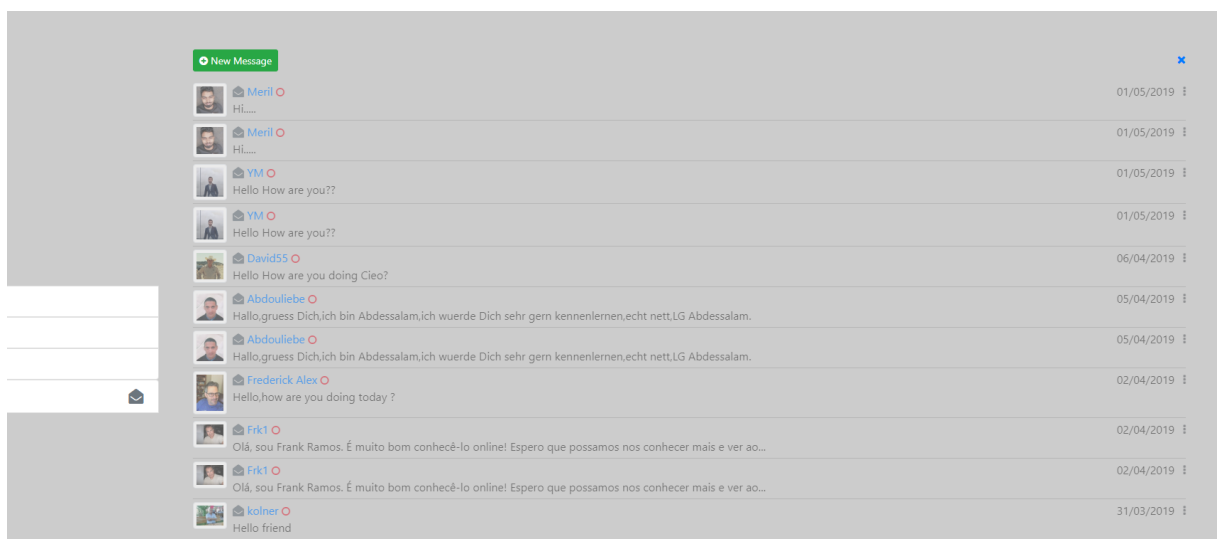 New Message
Meril
01/05/2019
Hi.....
Meril
01/05/2019
Hi.....
YM
01/05/2019
Hello How are you??
YM
01/05/2019
Hello How are you??
David55
06/04/2019
Hello How are you doing Cieo?
Abdouliebe
05/04/2019
Hallo,gruess Dich,ich bin Abdessalam,ich wuerde Dich sehr gern kennenlernen,echt nett,LG Abdessalam.
Abdouliebe
05/04/2019
Hallo,gruess Dich,ich bin Abdessalam,ich wuerde Dich sehr gern kennenlernen,echt nett,LG Abdessalam.
Frederick Alex
02/04/2019
Hello,how are you doing today ?
Frk1
02/04/2019
Olá, sou Frank Ramos. É muito bom conhecê-lo online! Espero que possamos nos conhecer mais e ver ao...
Frk1
02/04/2019
Olá, sou Frank Ramos. É muito bom conhecê-lo online! Espero que possamos nos conhecer mais e ver ao...
kolner
31/03/2019
Hello friend